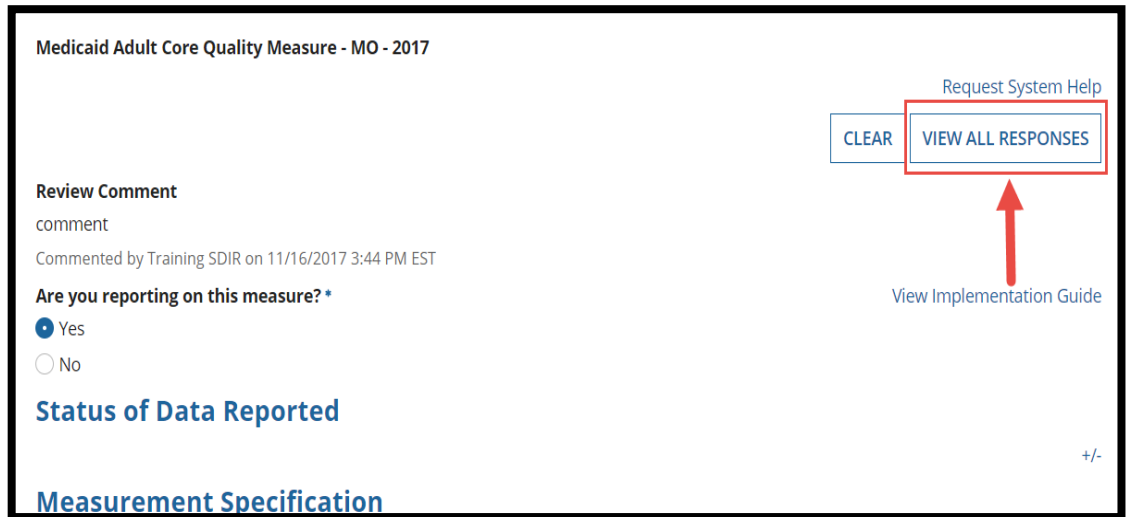 Medicaid Adult Core Quality Measure - MO - 2017
Request System Help
CLEAR
VIEW ALL RESPONSES
Review Comment
comment
Commented by Training SDIR on 11/16/2017 3:44 PM EST
Are you reporting on this measure? *
View Implementation Guide
Yes
No
Status of Data Reported
+/-
Measurement Specification